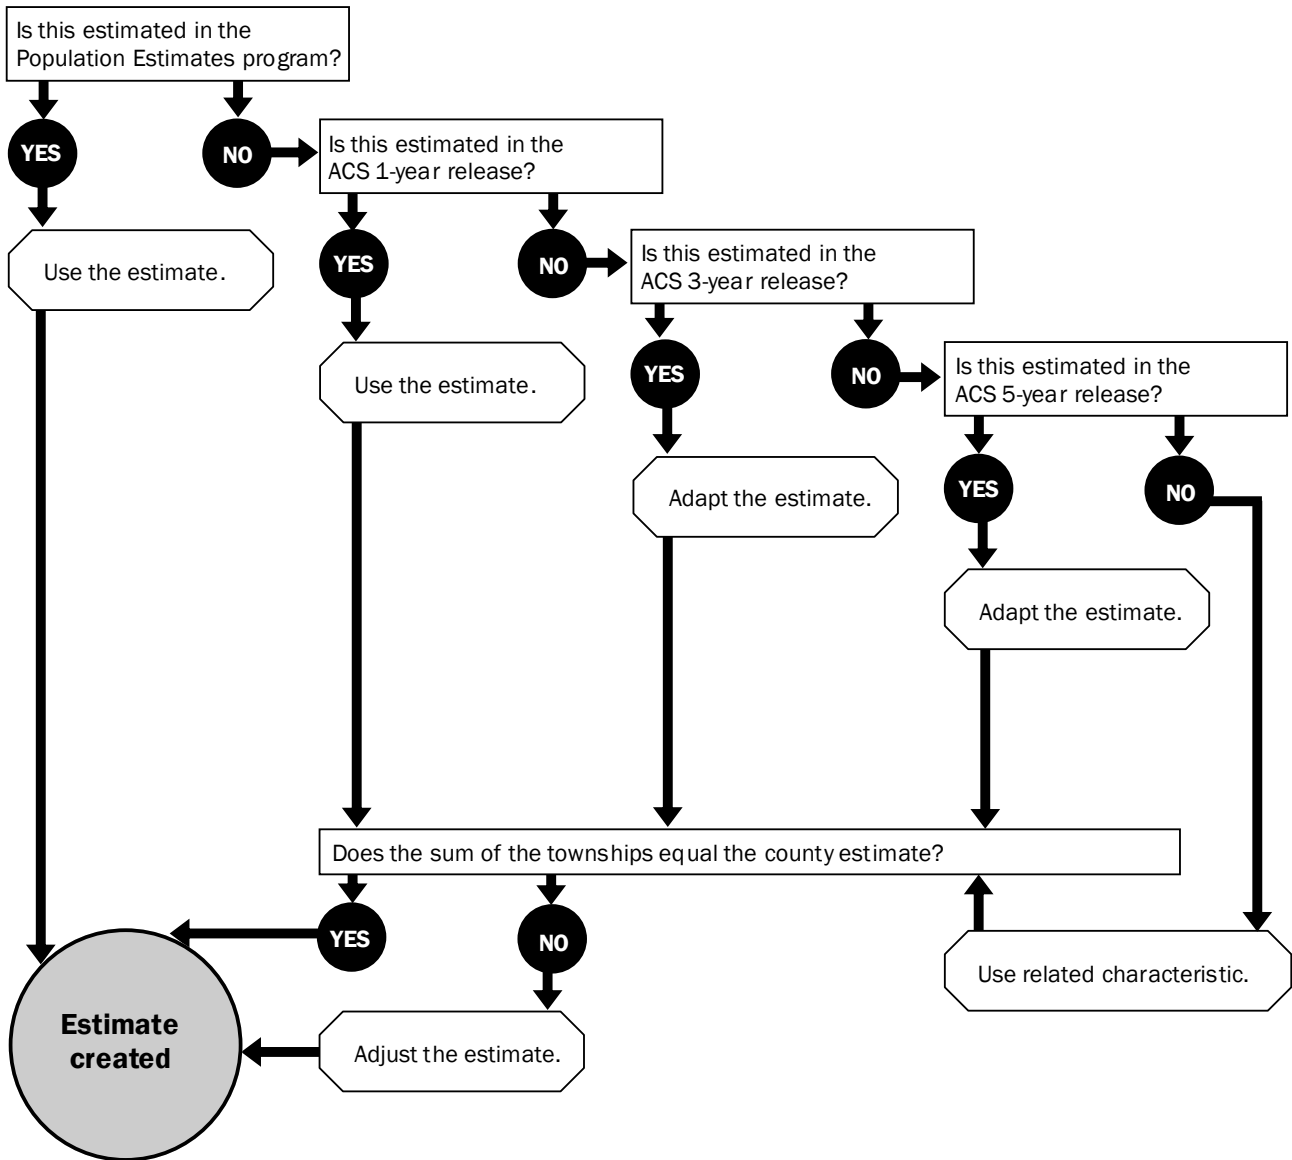 Is this estimated in the
Population Estimates program?
YES
NO
Is this estimated in the
ACS 1-year release?
Use the estimate.
YES
NO
Is this estimated in the
ACS 3-year release?
Use the estimate.
YES
NO
Is this estimated in the
ACS 5-year release?
Adapt the estimate.
YES
NO
Adapt the estimate.
Does the sum of the townships equal the county estimate?
YES
NO
Use related characteristic.
Estimate
created
Adjust the estimate.